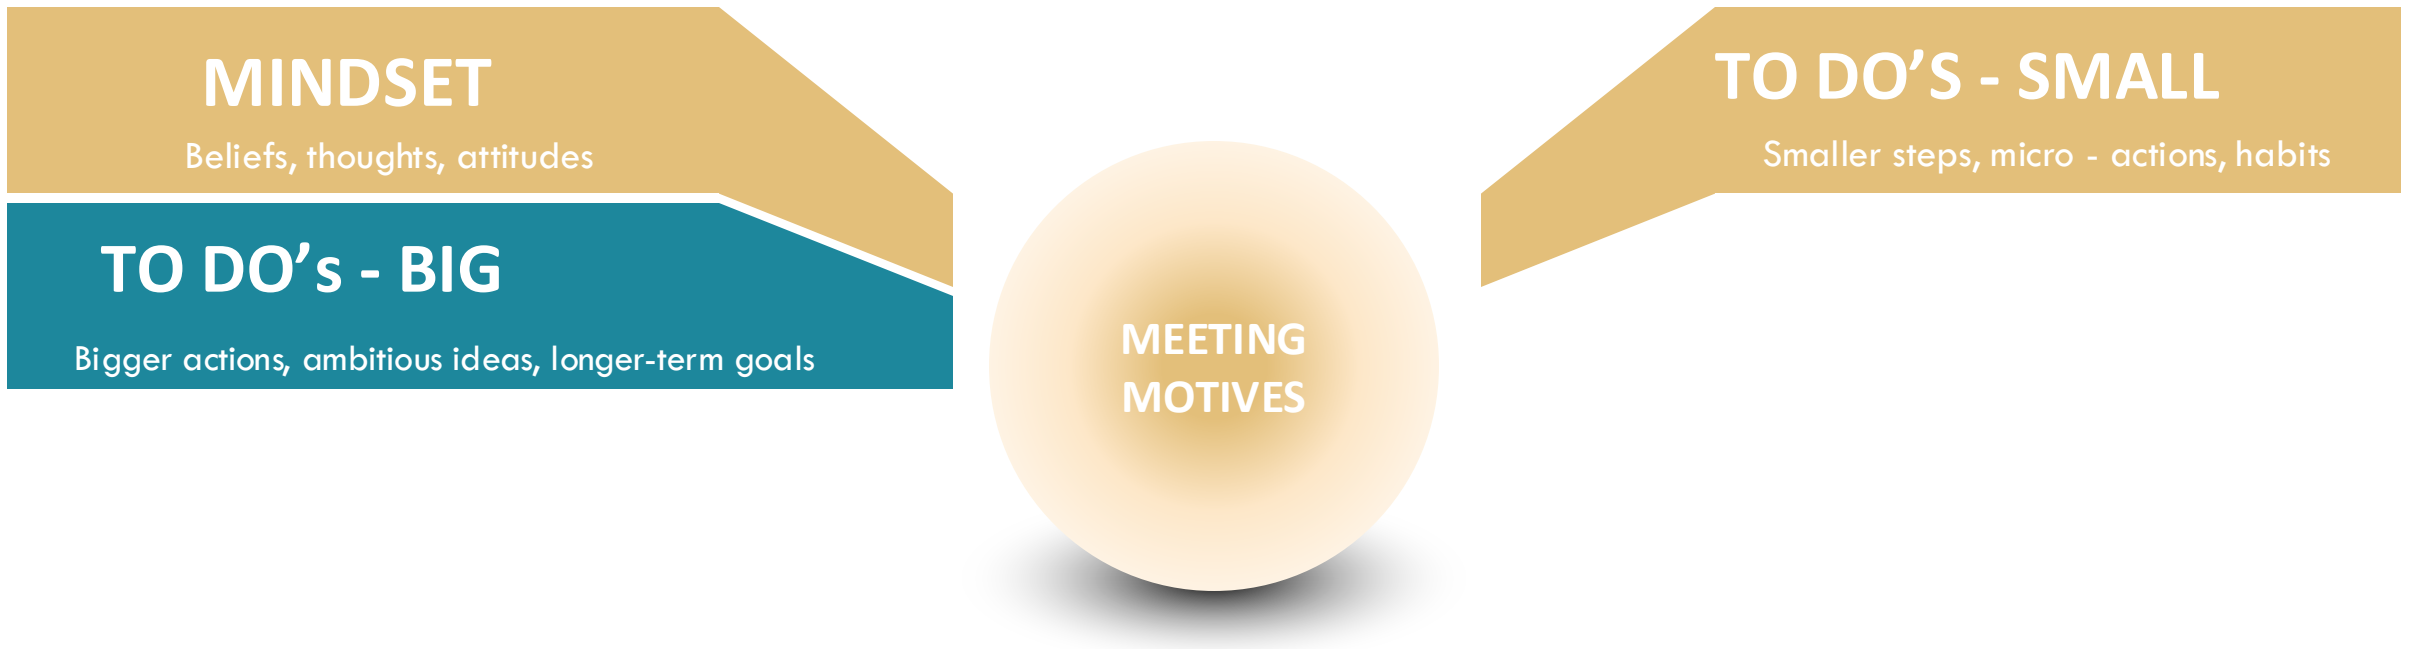 MINDSET
Beliefs, thoughts, attitudes
TO DO’s - BIG
Bigger actions, ambitious ideas, longer-term goals
MEETING
MOTIVES
TO DO’S - SMALL
Smaller steps, micro - actions, habits